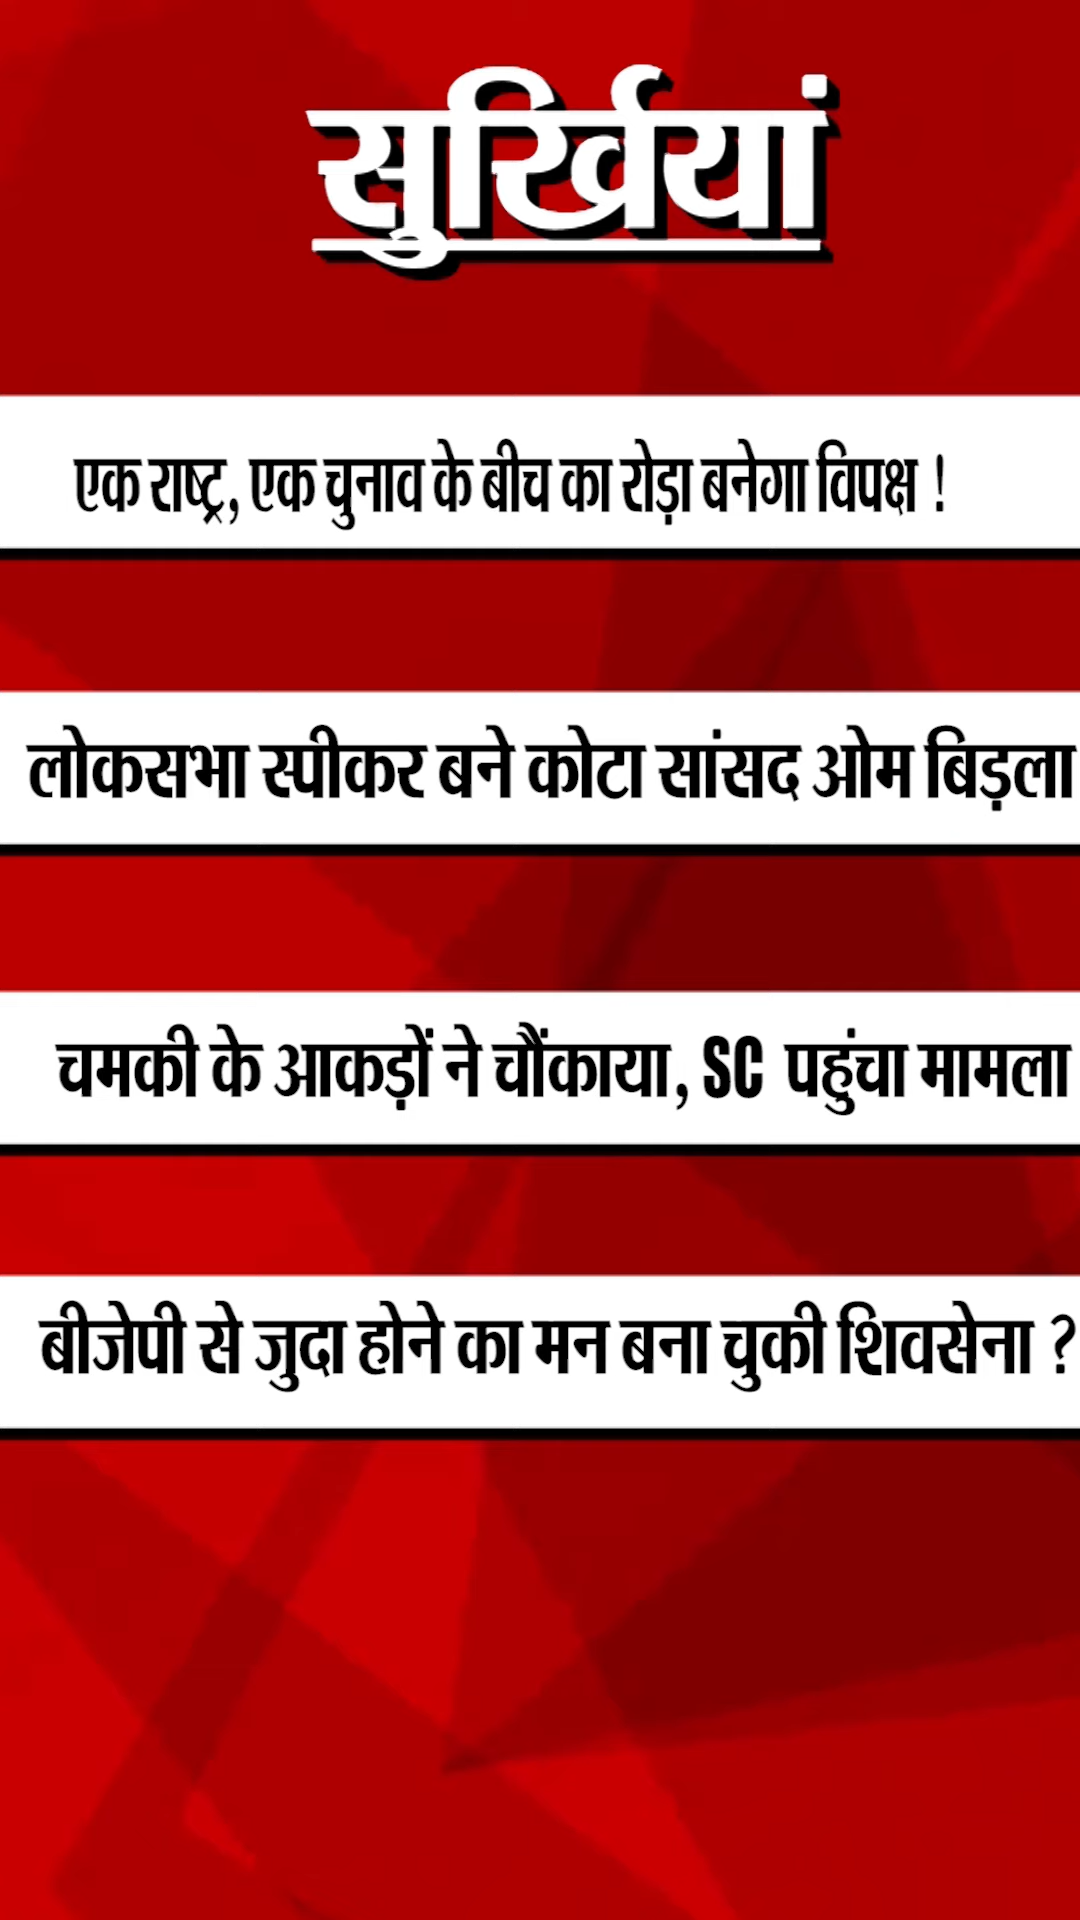 सुर्खियां
एक राष्ट्र, एक चुनाव के बीच का रोड़ा बनेगा विपक्ष !
लोकसभा स्पीकर बने कोटा सांसद ओम बिड़ला
चमकी के आकड़ों ने चौंकाया, SC पहुंचा मामला
बीजेपी से जुदा होने का मन बना चुकी शिवसेना ?